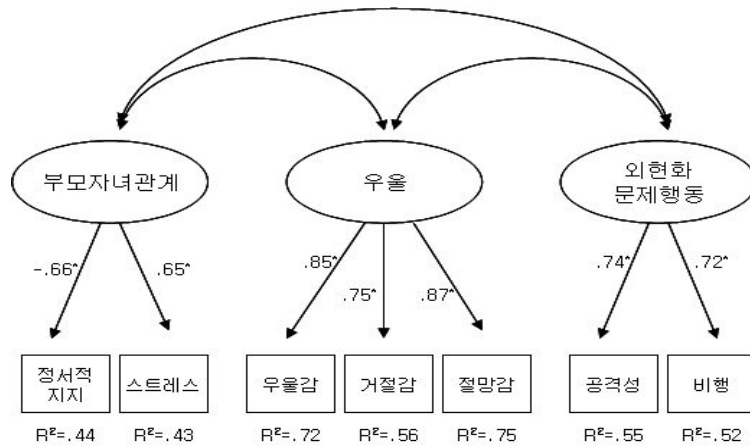 부모자녀관계
우울
외현화
문제행동
-.66*
.65*
.85*
.75*
.87*
.74*
.72*
정서적
지지
스트레스
우울감
거절감
절망감
공격성
비행
R²=.44
R²=.43
R²=.72
R²=.56
R²=.75
R²=.55
R²=.52